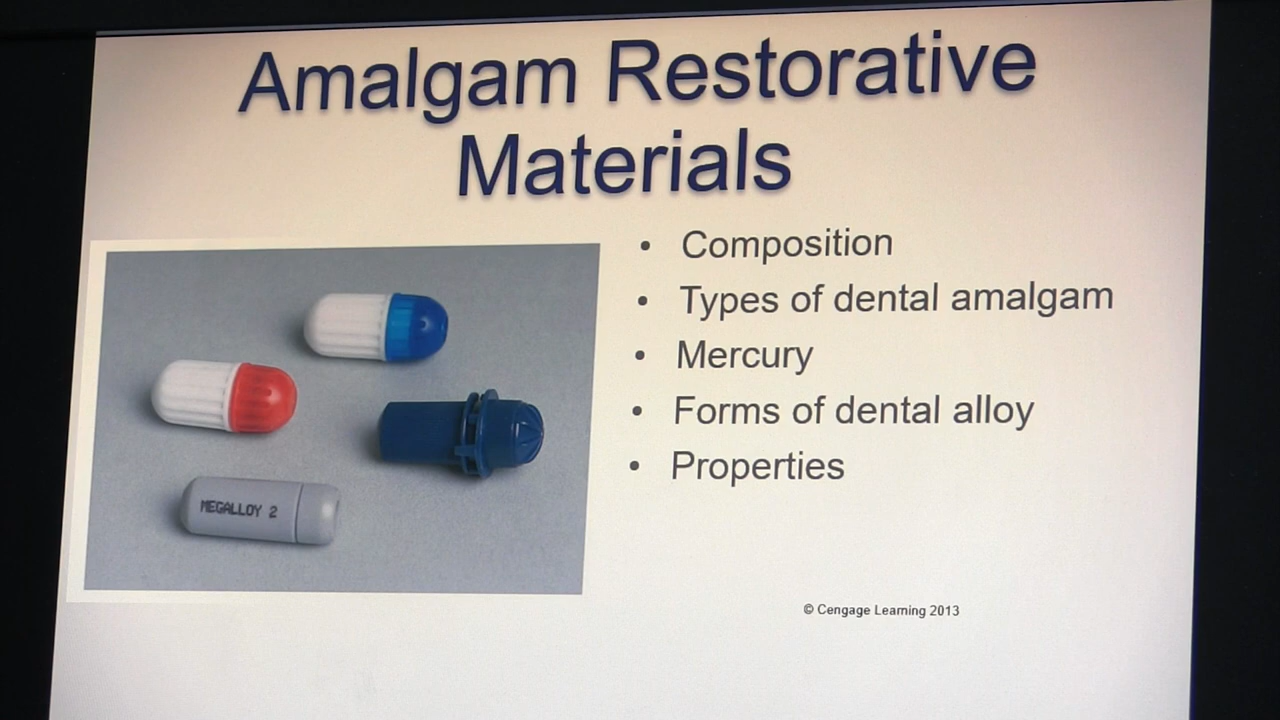 Amalgam Restorative
Materials
• Composition
• Types of dental amalgam
• Mercury
• Forms of dental alloy
• Properties
MEGALLOY 2
© Cengage Learning 2013